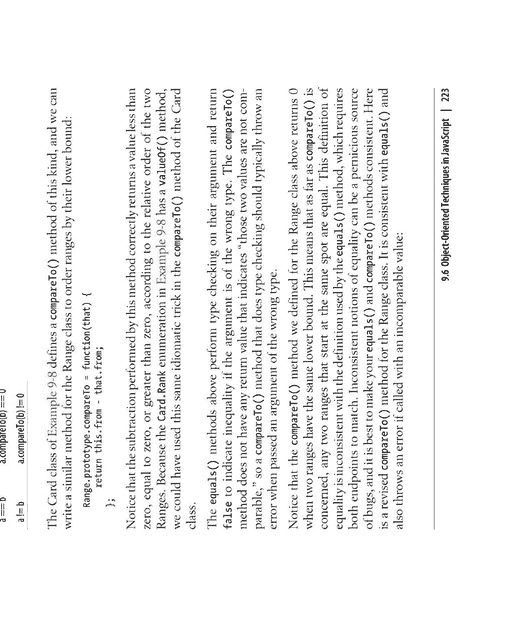 a == b a.compareTo(b) == 0
a != b a.compareTo(b) != 0
The Card class of Example 9-8 defines a compareTo() method of this kind, and we can
write a similar method for the Range class to order ranges by their lower bound:
Range.prototype.compareTo = function(that) {
return this.from - that.from;
};
Notice that the subtraction performed by this method correctly returns a value less than
zero, equal to zero, or greater than zero, according to the relative order of the two
Ranges. Because the Card.Rank enumeration in Example 9-8 has a valueOf() method,
we could have used this same idiomatic trick in the compareTo() method of the Card
class.
The equals() methods above perform type checking on their argument and return
false to indicate inequality if the argument is of the wrong type. The compareTo()
method does not have any return value that indicates “those two values are not com-
parable,” so a compareTo() method that does type checking should typically throw an
error when passed an argument of the wrong type.
Notice that the compareTo() method we defined for the Range class above returns 0
when two ranges have the same lower bound. This means that as far as compareTo() is
concerned, any two ranges that start at the same spot are equal. This definition of
equality is inconsistent with the definition used by the equals() method, which requires
both endpoints to match. Inconsistent notions of equality can be a pernicious source
of bugs, and it is best to make your equals() and compareTo() methods consistent. Here
is a revised compareTo() method for the Range class. It is consistent with equals() and
also throws an error if called with an incomparable value:
9.6 Object-Oriented Techniques in JavaScript | 223